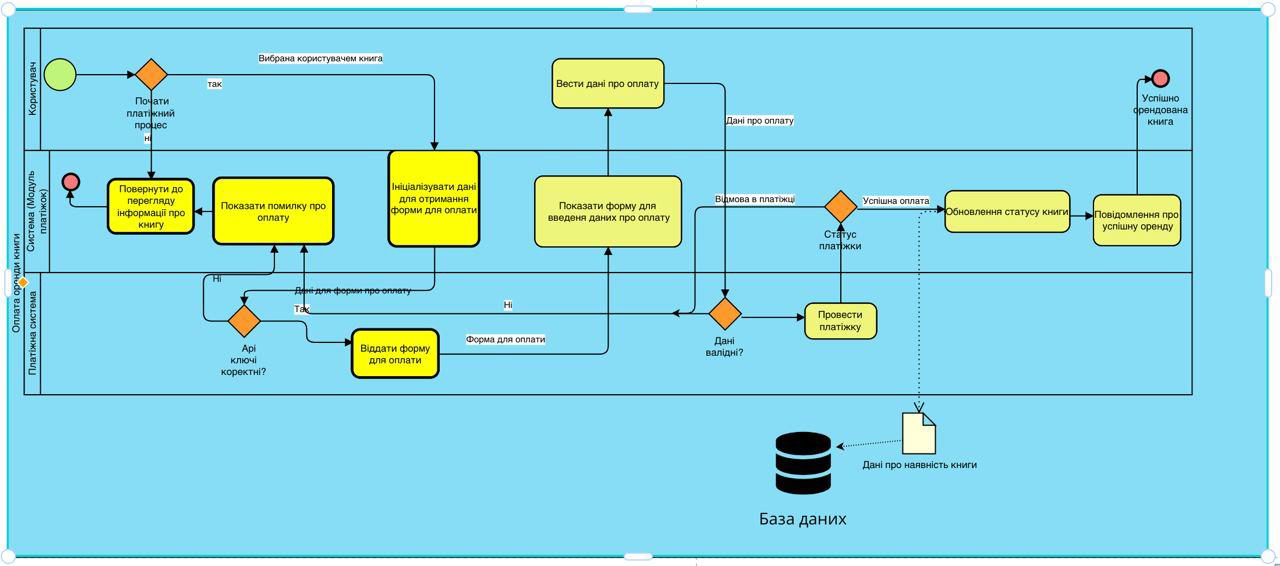 Оплата оренди книги
Користувач
Почати
платіжний
процес
так
Вибрана користувачем книга
ні
Вести дані про оплату
Дані про оплату
Успішно
орендована
книга
Система (Модуль
платіжок)
Повернути до
перегляду
інформації про
книгу
Показати помилку про
оплату
Ініціалізувати дані
для отримання
форми для оплати
Показати форму для
введеня даних про оплату
Відмова в платіжці
Статус
платіжки
Успішна оплата
Обновлення статусу книги
Повідомлення про
успішну оренду
Платіжна система
Ні
Дані для форми про оплату
Так
Ні
Арі
ключі
коректні?
Віддати форму
для оплати
Форма для оплати
Дані
валідні?
Провести
платіжку
Дані про наявність книги
База даних